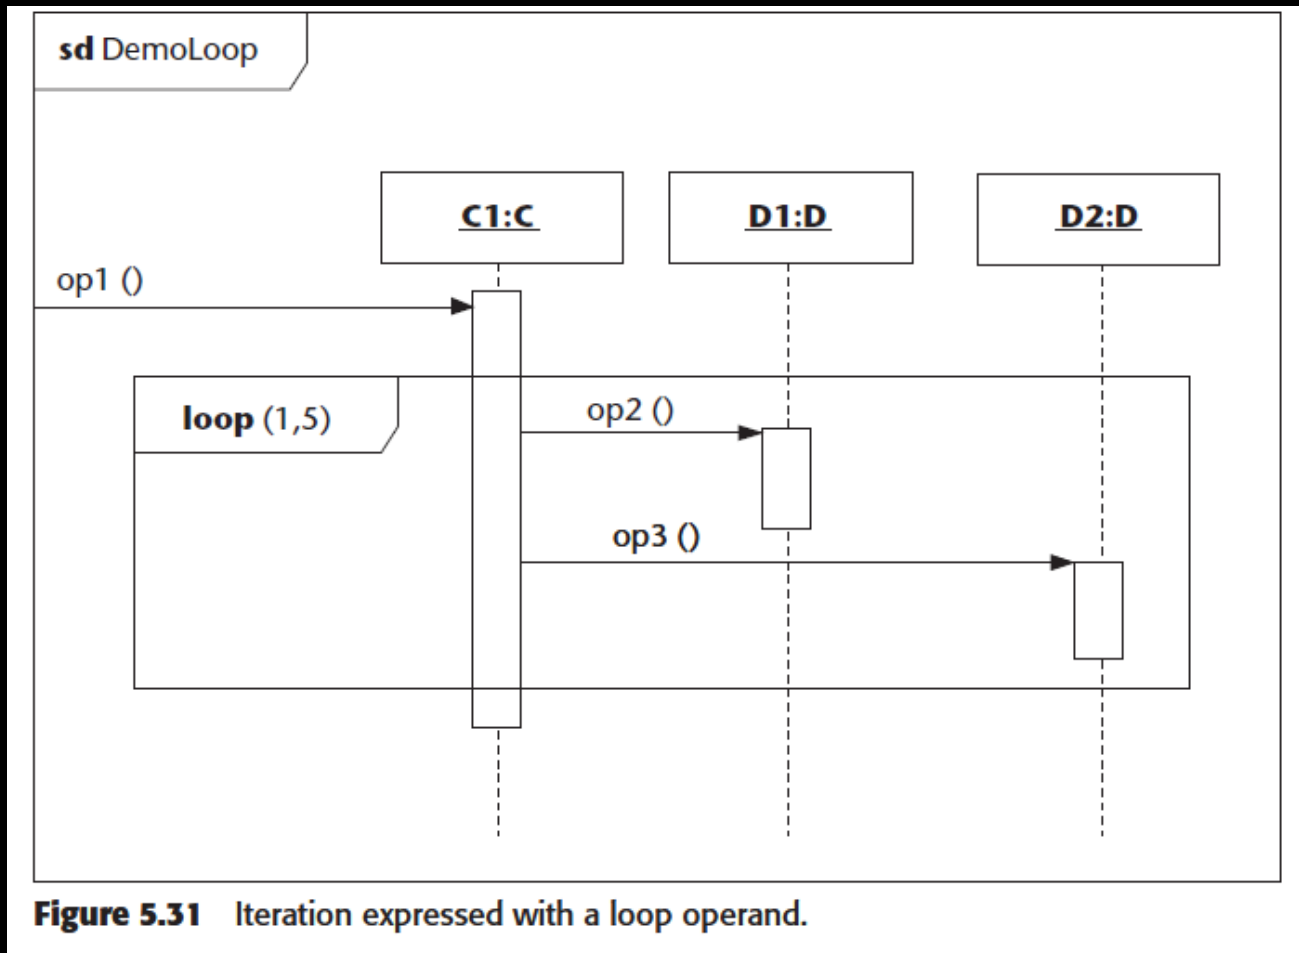 sd DemoLoop
C1:C
D1:D
D2:D
op1 ()
loop (1,5)
op2 ()
op3 ()
Figure 5.31 Iteration expressed with a loop operand.